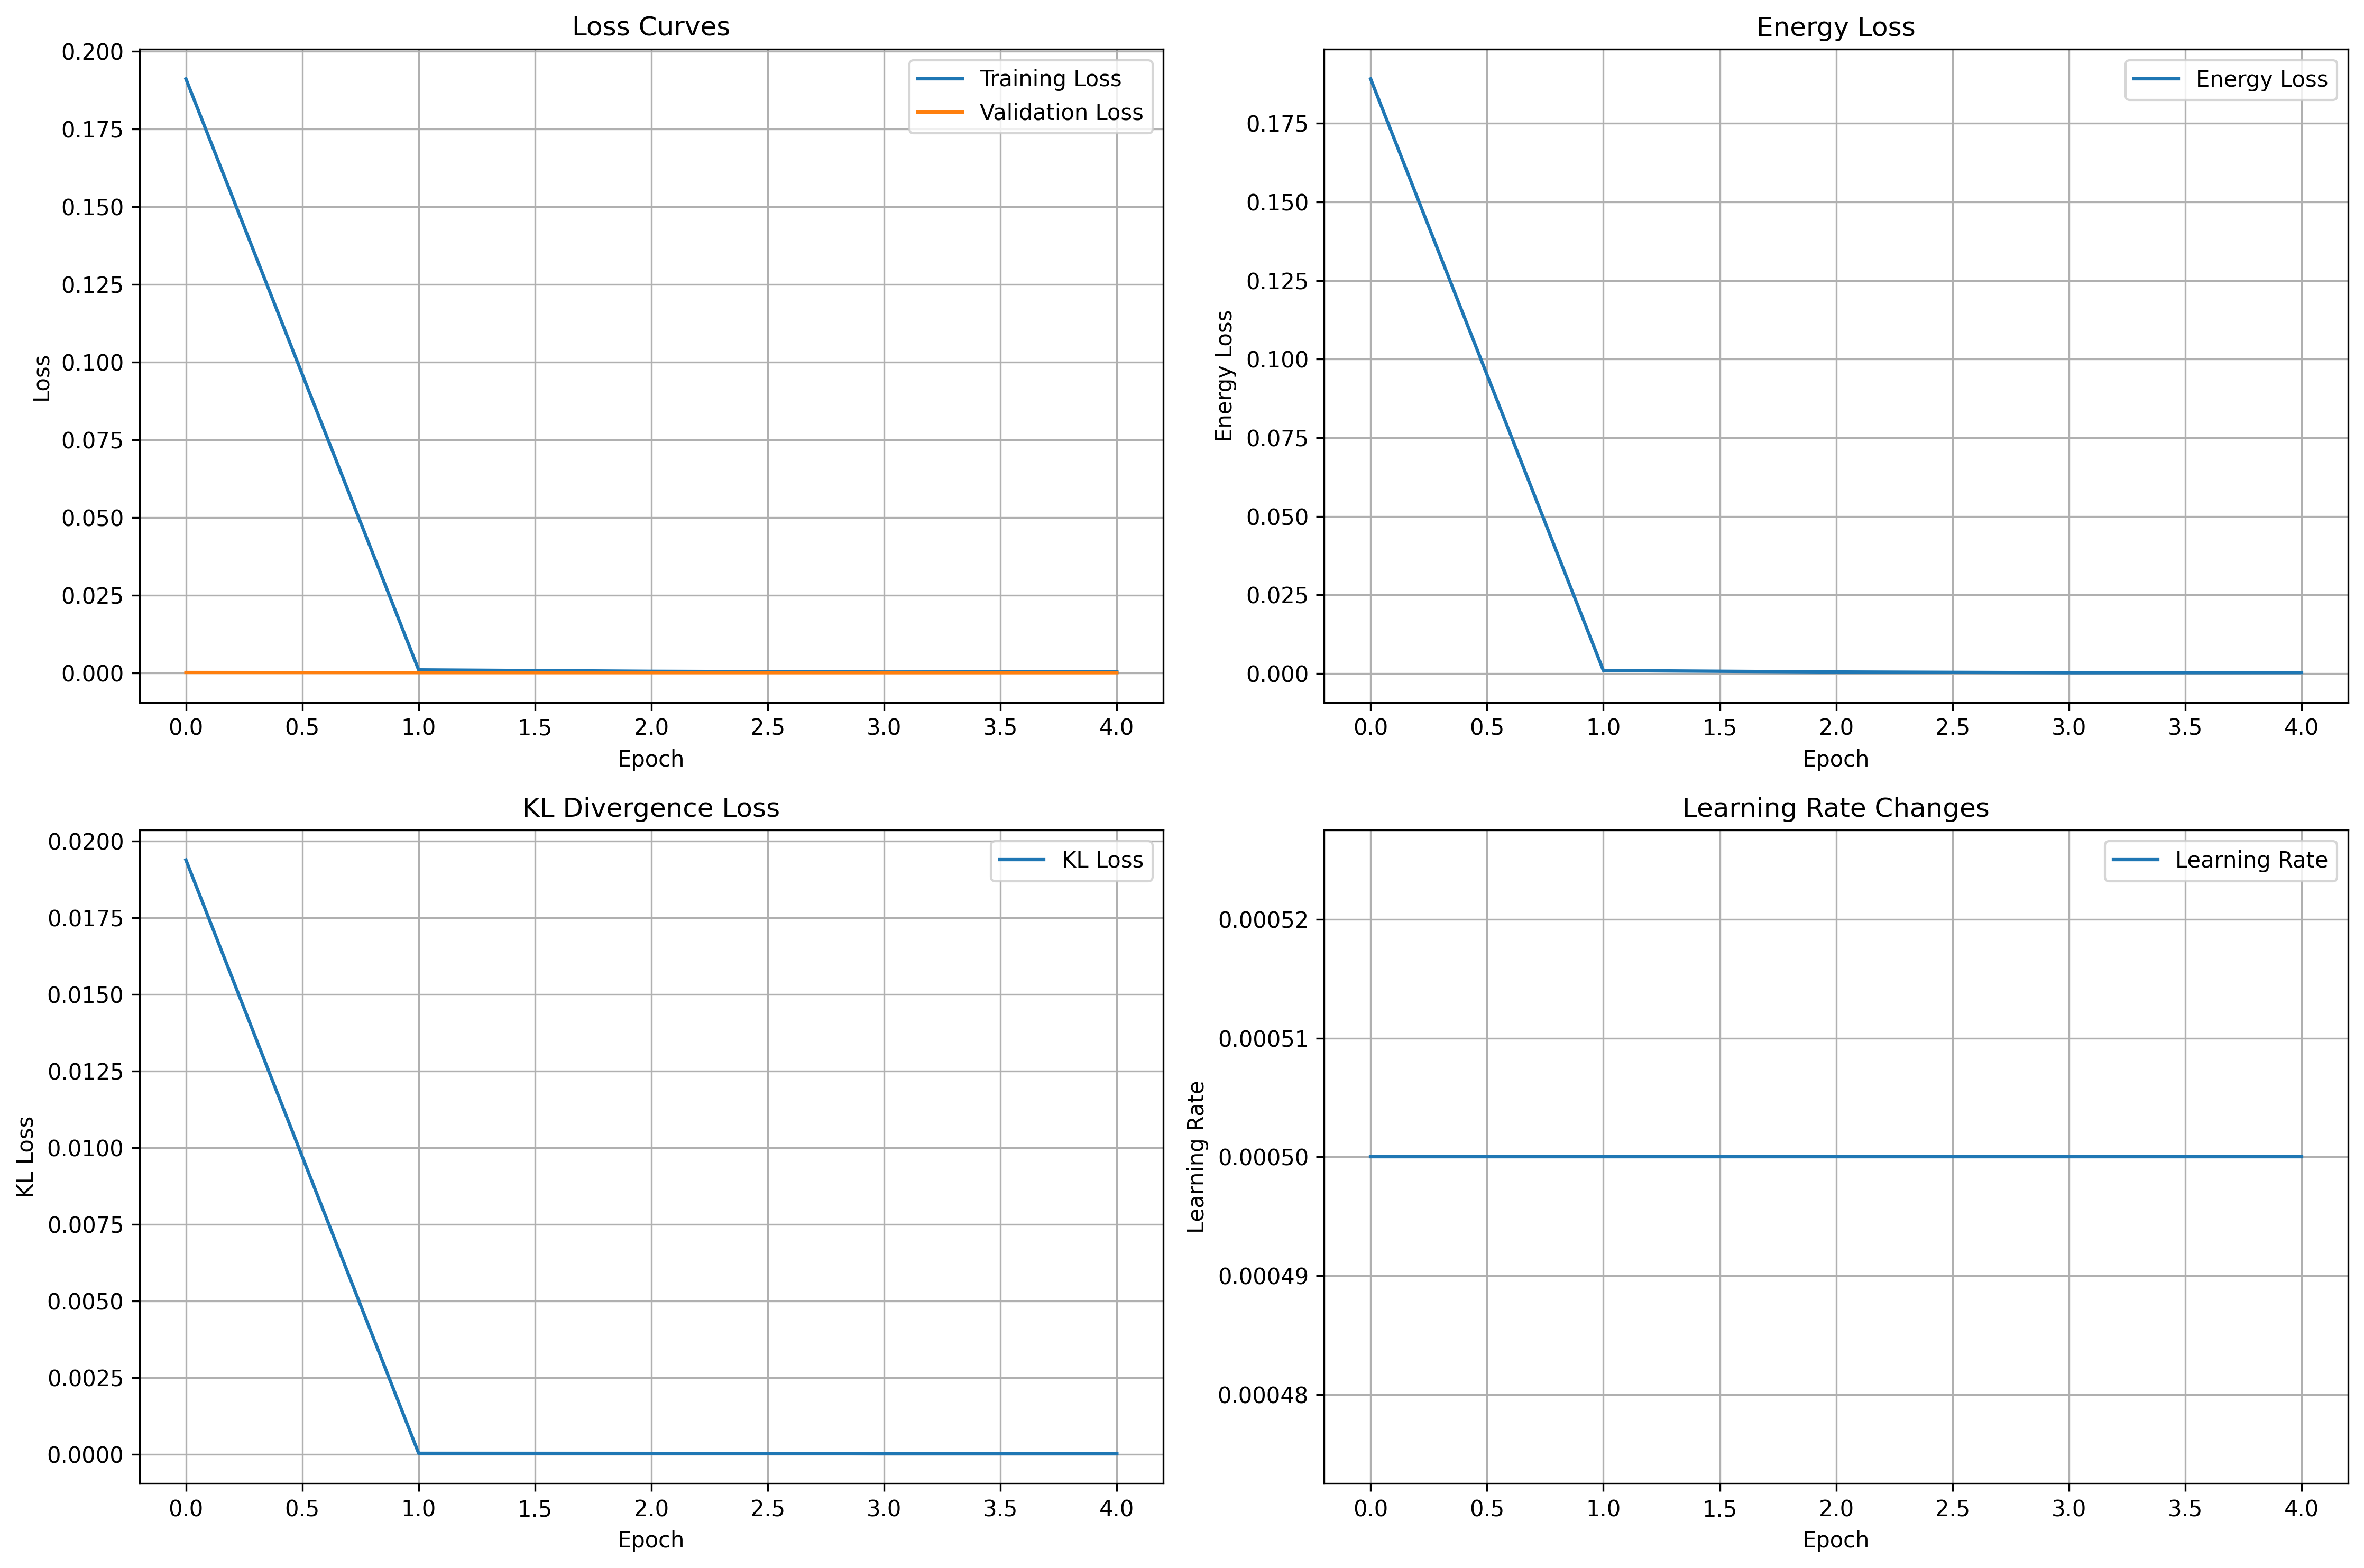 Loss Curves
0.200
0.175
0.150
0.125
0.100
0.075
0.050
0.025
0.000
Loss
Training Loss
Validation Loss
0.0 0.5 1.0 1.5 2.0 2.5 3.0 3.5 4.0
Epoch
Energy Loss
0.175
0.150
0.125
0.100
0.075
0.050
0.025
0.000
Energy Loss
Energy Loss
0.0 0.5 1.0 1.5 2.0 2.5 3.0 3.5 4.0
Epoch
KL Divergence Loss
0.0200
0.0175
0.0150
0.0125
0.0100
0.0075
0.0050
0.0025
0.0000
KL Loss
KL Loss
0.0 0.5 1.0 1.5 2.0 2.5 3.0 3.5 4.0
Epoch
Learning Rate Changes
0.00052
0.00051
0.00050
0.00049
0.00048
Learning Rate
Learning Rate
0.0 0.5 1.0 1.5 2.0 2.5 3.0 3.5 4.0
Epoch